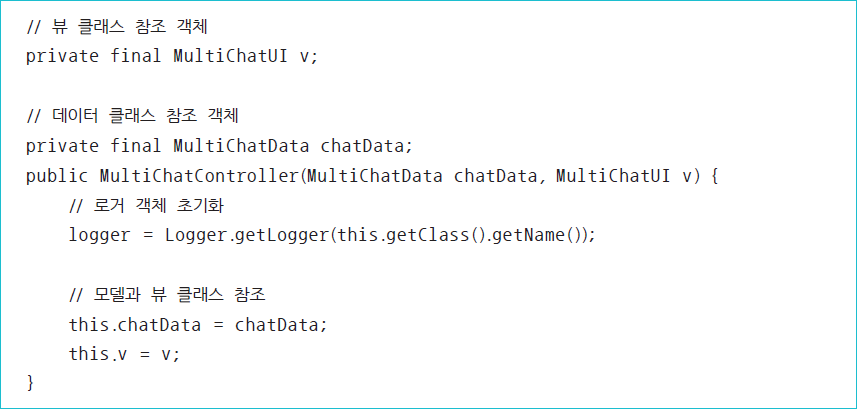 // 뷰 클래스 참조 객체
private final MultiChatUI v;
// 데이터 클래스 참조 객체
private final MultiChatData chatData;
public MultiChatController(MultiChatData chatData, MultiChatUI v) {
// 로거 객체 초기화
logger = Logger.getLogger(this.getClass().getName());
// 모델과 뷰 클래스 참조
this.chatData = chatData;
this.v = v;
}